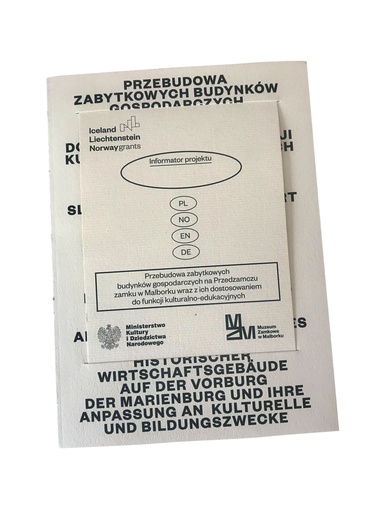 PRZEBUDOWA
ZABYTKOWYCH BUDYNKÓW
GOSPODARCZYCH
Iceland
Liechtenstein
Norway grants
Informator projektu
PL
NO
EN
DE
Przebudowa zabytkowych
budynków gospodarczych na Przedzamczu
zamku w Malborku wraz z ich dostosowaniem
do funkcji kulturalno-edukacyjnych
Ministerstwo
Kultury
i Dziedzictwa
Narodowego
Muzeum
Zamkowe
w Malborku
HISTORISCHER
WIRTSCHAFTSGEBÄUDE
AUF DER VORBURG
DER MARIENBURG UND IHRE
ANPASSUNG AN KULTURELLE
UND BILDUNGSZWECKE